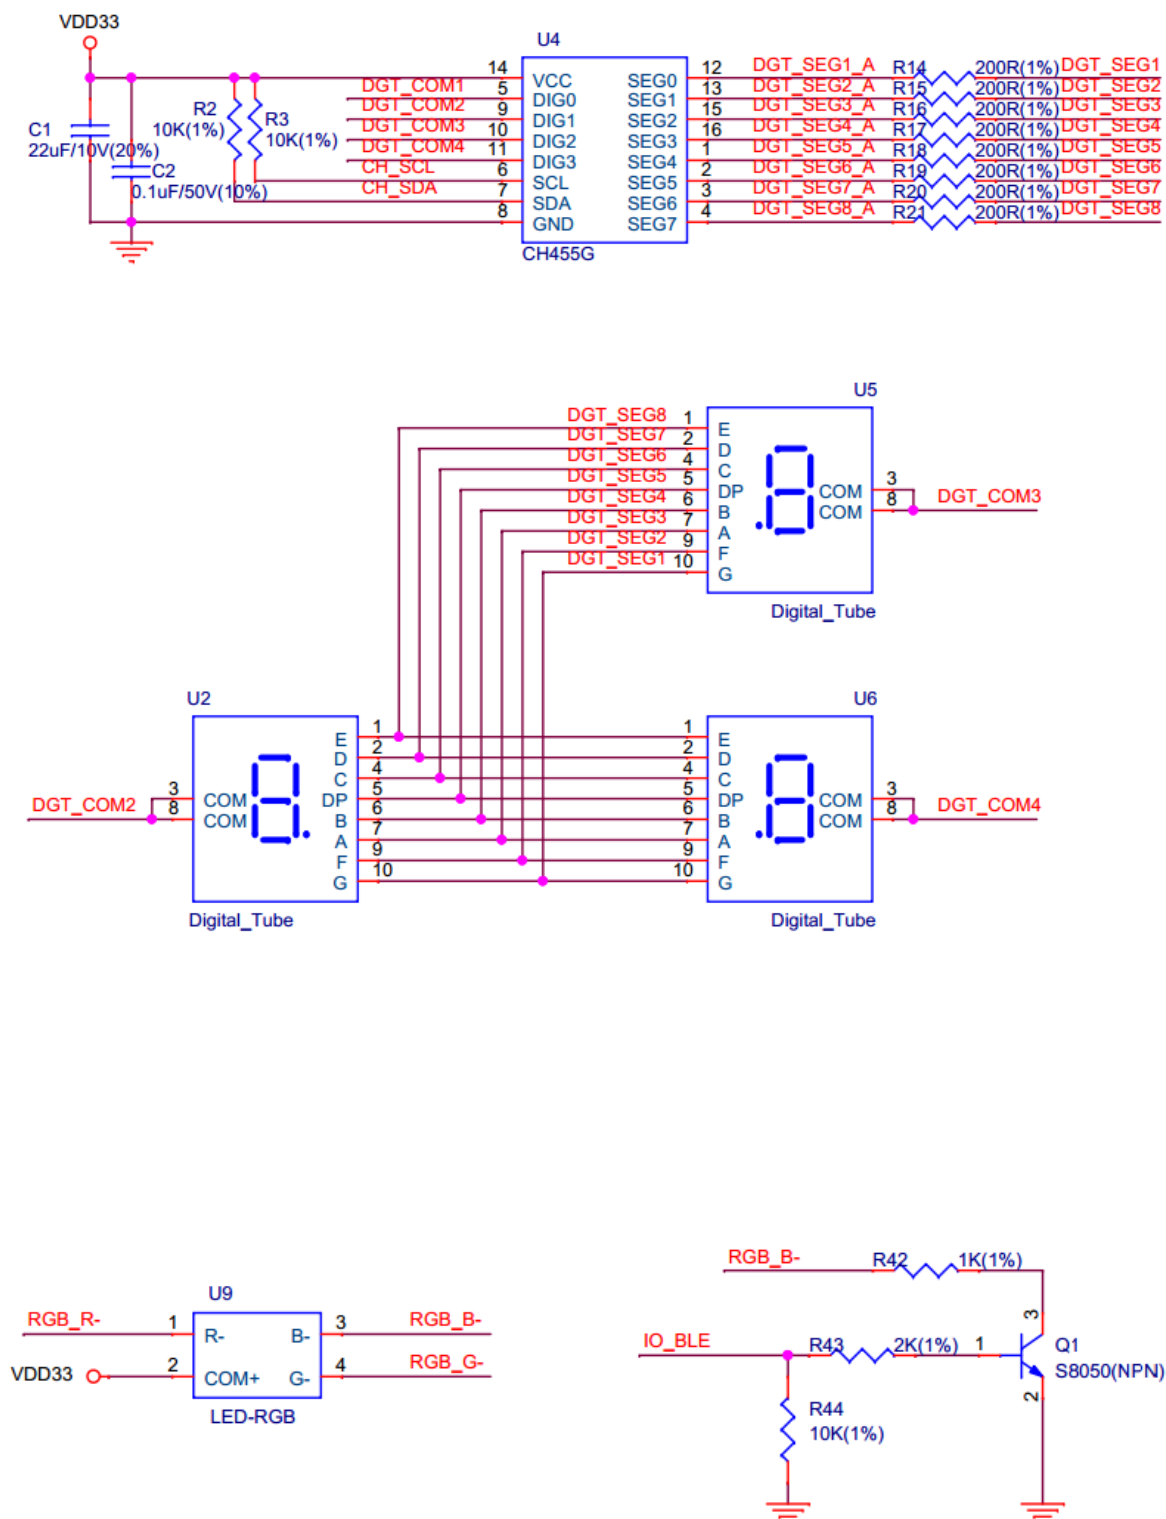 VDD33
U4
14 VCC SEG0 12 DGT_SEG1_A R14 200R(1%) DGT_SEG1
DGT_COM1 5 DIG0 SEG1 13 DGT_SEG2_A R15 200R(1%) DGT_SEG2
DGT_COM2 9 DIG1 SEG2 15 DGT_SEG3_A R16 200R(1%) DGT_SEG3
DGT_COM3 10 DIG2 SEG3 16 DGT_SEG4_A R17 200R(1%) DGT_SEG4
DGT_COM4 11 DIG3 SEG4 1 DGT_SEG5_A R18 200R(1%) DGT_SEG5
CH_SCL 6 SCL SEG5 2 DGT_SEG6_A R19 200R(1%) DGT_SEG6
CH_SDA 7 SDA SEG6 3 DGT_SEG7_A R20 200R(1%) DGT_SEG7
8 GND SEG7 4 DGT_SEG8_A R21 200R(1%) DGT_SEG8
CH455G
R2
10K(1%)
R3
10K(1%)
C1
22uF/10V(20%)
C2
0.1uF/50V(10%)
U5
DGT_SEG8 1 E
DGT_SEG7 2 D
DGT_SEG6 4 C
DGT_SEG5 5 DP COM 3
DGT_SEG4 6 B COM 8 DGT_COM3
DGT_SEG3 7 A
DGT_SEG2 9 F
DGT_SEG1 10 G
Digital_Tube
U2
E 1
D 2
C 4
3 COM DP 5
DGT_COM2 8 COM B 6
A 7
F 9
G 10
Digital_Tube
U6
1 E
2 D
4 C
5 DP COM 3
6 B COM 8 DGT_COM4
7 A
9 F
10 G
Digital_Tube
U9
RGB_R- 1 R- B- 3 RGB_B-
VDD33 2 COM+ G- 4 RGB_G-
LED-RGB
RGB_B- R42 1K(1%)
3
IO_BLE R43 2K(1%) 1 Q1
S8050(NPN)
2
R44
10K(1%)